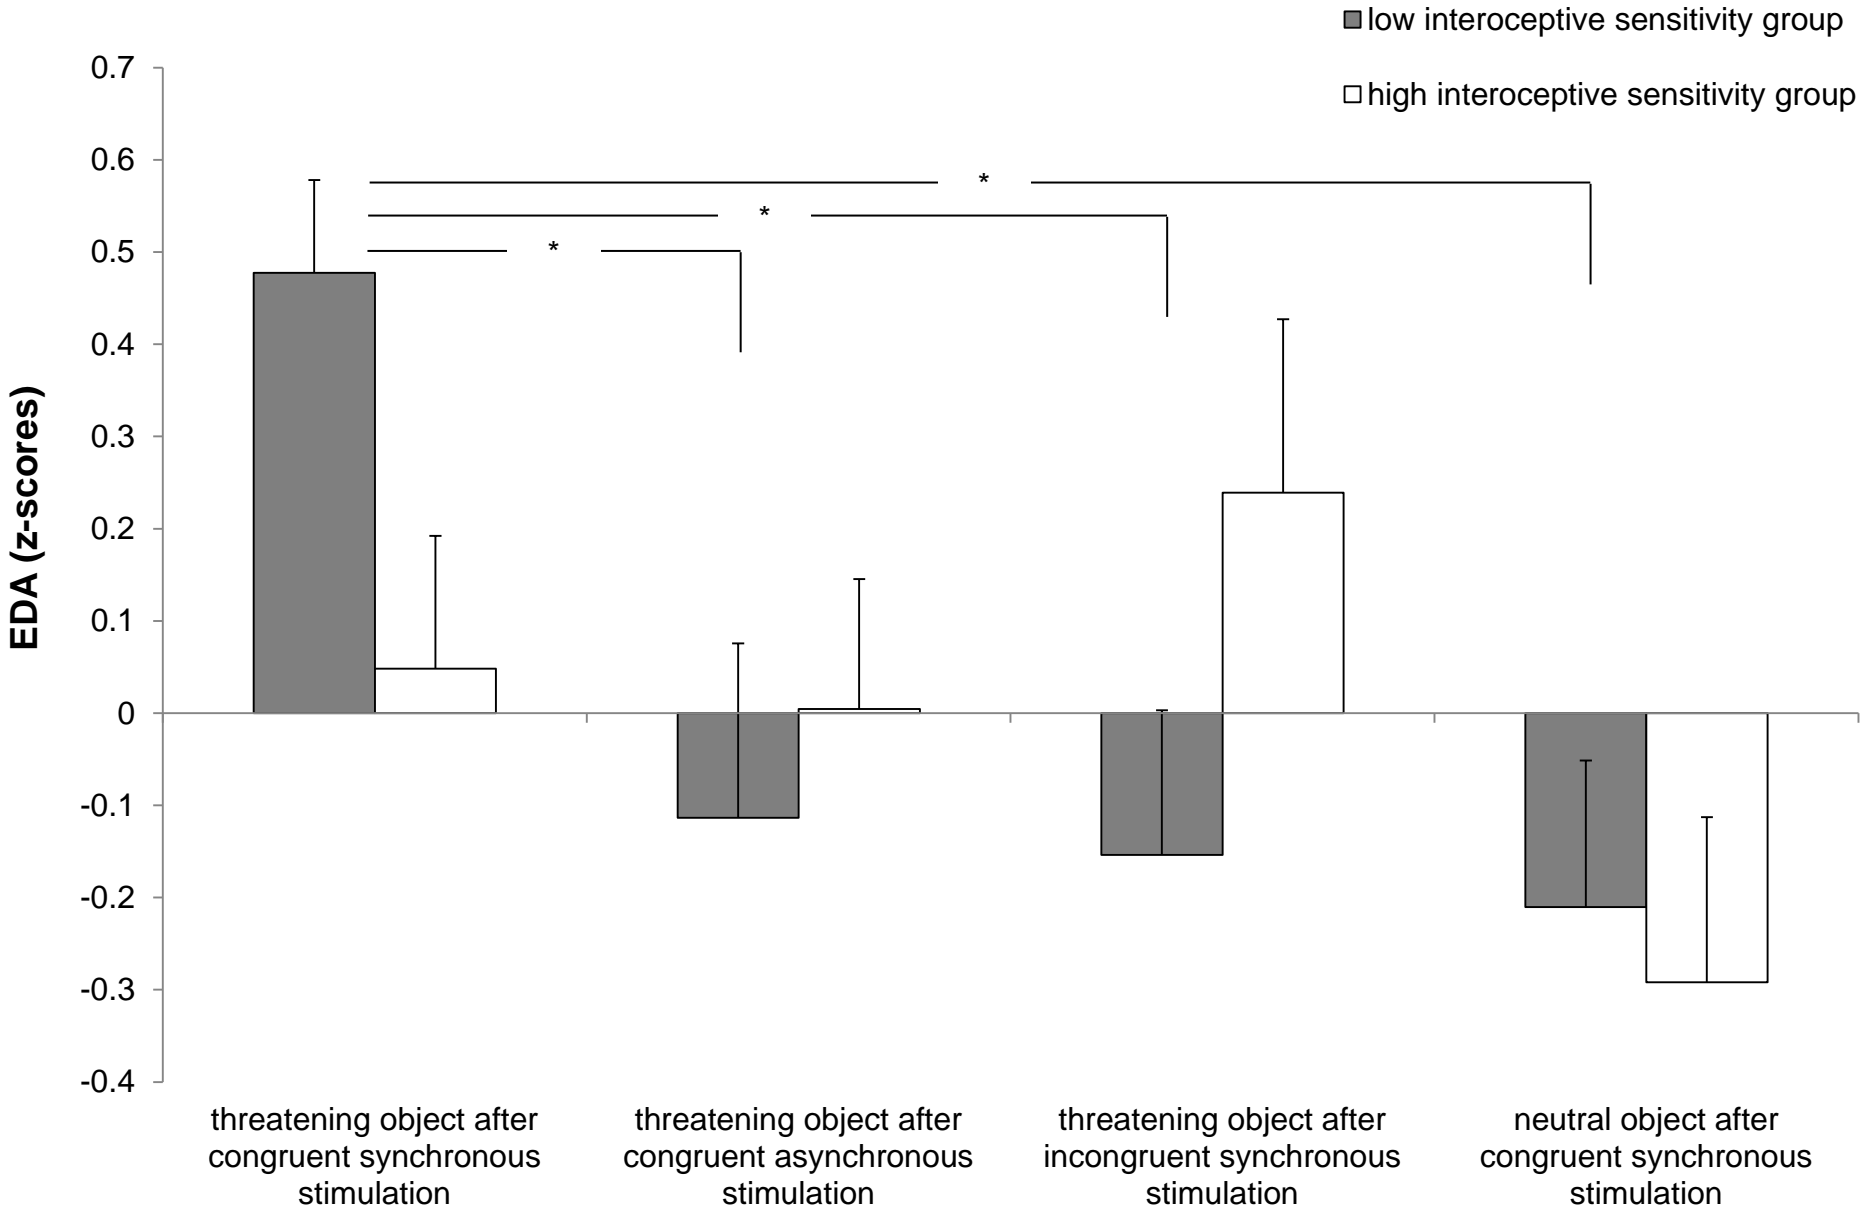 low interoceptive sensitivity group
high interoceptive sensitivity group
0.7
0.6
0.5
0.4
0.3
0.2
0.1
0
-0.1
-0.2
-0.3
-0.4
EDA (z-scores)
*
*
*
threatening object after
congruent synchronous
stimulation
threatening object after
congruent asynchronous
stimulation
threatening object after
incongruent synchronous
stimulation
neutral object after
congruent synchronous
stimulation